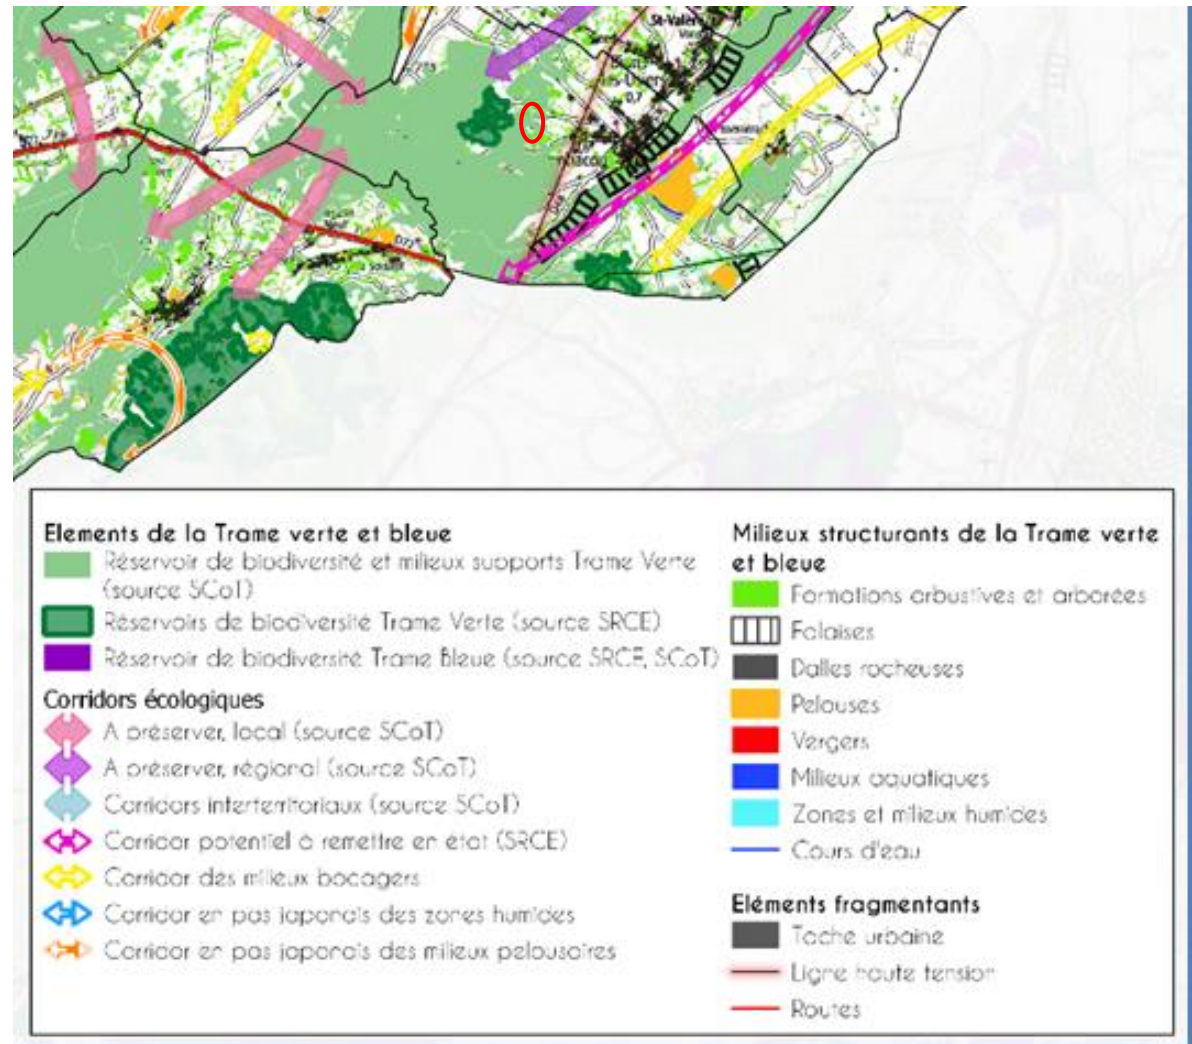 St-Valéri
Elements de la Trame verte et bleue
Réservoir de biodiversité et milieux supports Trame Verte
(source SCoT)
Réservoirs de biodiversité Trame Verte (source SRCE)
Réservoir de biodiversité Trame Bleue (source SRCE, SCoT)
Corridors écologiques
A préserver, local (source SCoT)
A préserver, régional (source SCoT)
Corridors interterritoriaux (source SCoT)
Corridor potentiel à remettre en état (SRCE)
Corridor des milieux bocagers
Corridor en pas japonais des zones humides
Corridor en pas japonais des milieux pelousaires
Milieux structurants de la Trame verte
et bleue
Formations arbustives et arborées
Falaises
Dalles rocheuses
Pelouses
Vergers
Milieux aquatiques
Zones et milieux humides
Cours d'eau
Eléments fragmentants
Tache urbaine
Ligne haute tension
Routes